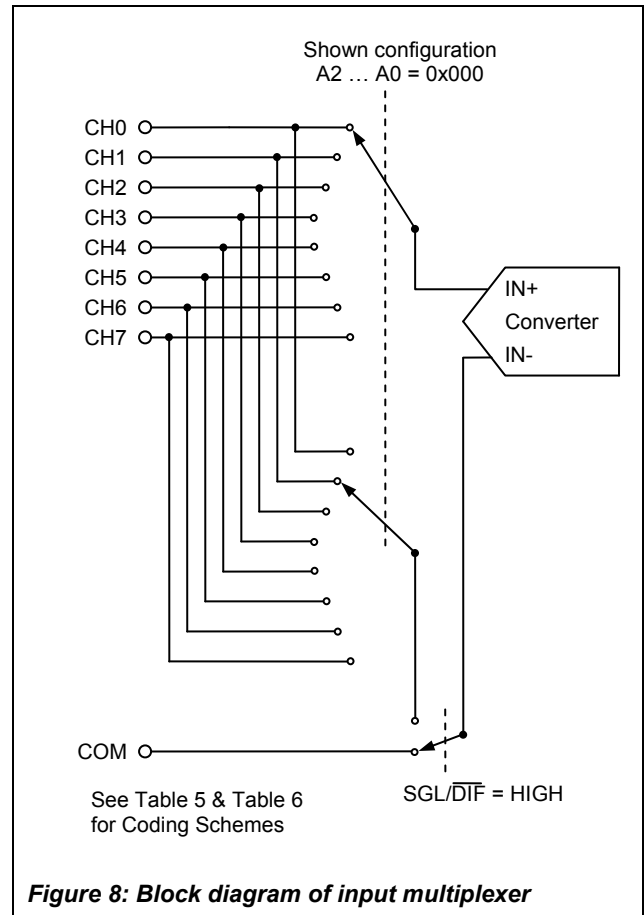 Shown configuration
A2 … A0 = 0x000
CH0
CH1
CH2
CH3
CH4
CH5
CH6
CH7
IN+
Converter
IN-
COM
SGL/D̅I̅F̅ = HIGH
See Table 5 & Table 6
for Coding Schemes
Figure 8: Block diagram of input multiplexer